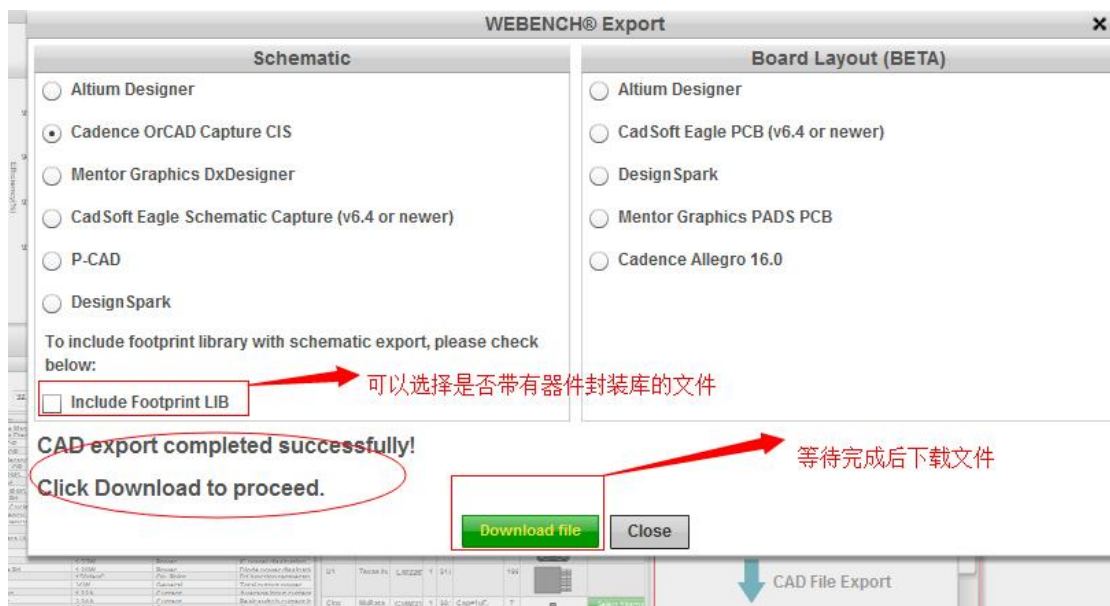 WEBENCH® Export
Schematic
Altium Designer
Cadence OrCAD Capture CIS
Mentor Graphics DxDesigner
CadSoft Eagle Schematic Capture (v6.4 or newer)
P-CAD
DesignSpark
To include footprint library with schematic export, please check
below:
Include Footprint LIB
可以选择是否带有器件封装库的文件
Board Layout (BETA)
Altium Designer
CadSoft Eagle PCB (v6.4 or newer)
DesignSpark
Mentor Graphics PADS PCB
Cadence Allegro 16.0
CAD export completed successfully!
Click Download to proceed.
等待完成后下载文件
Download file
Close
CAD File Export